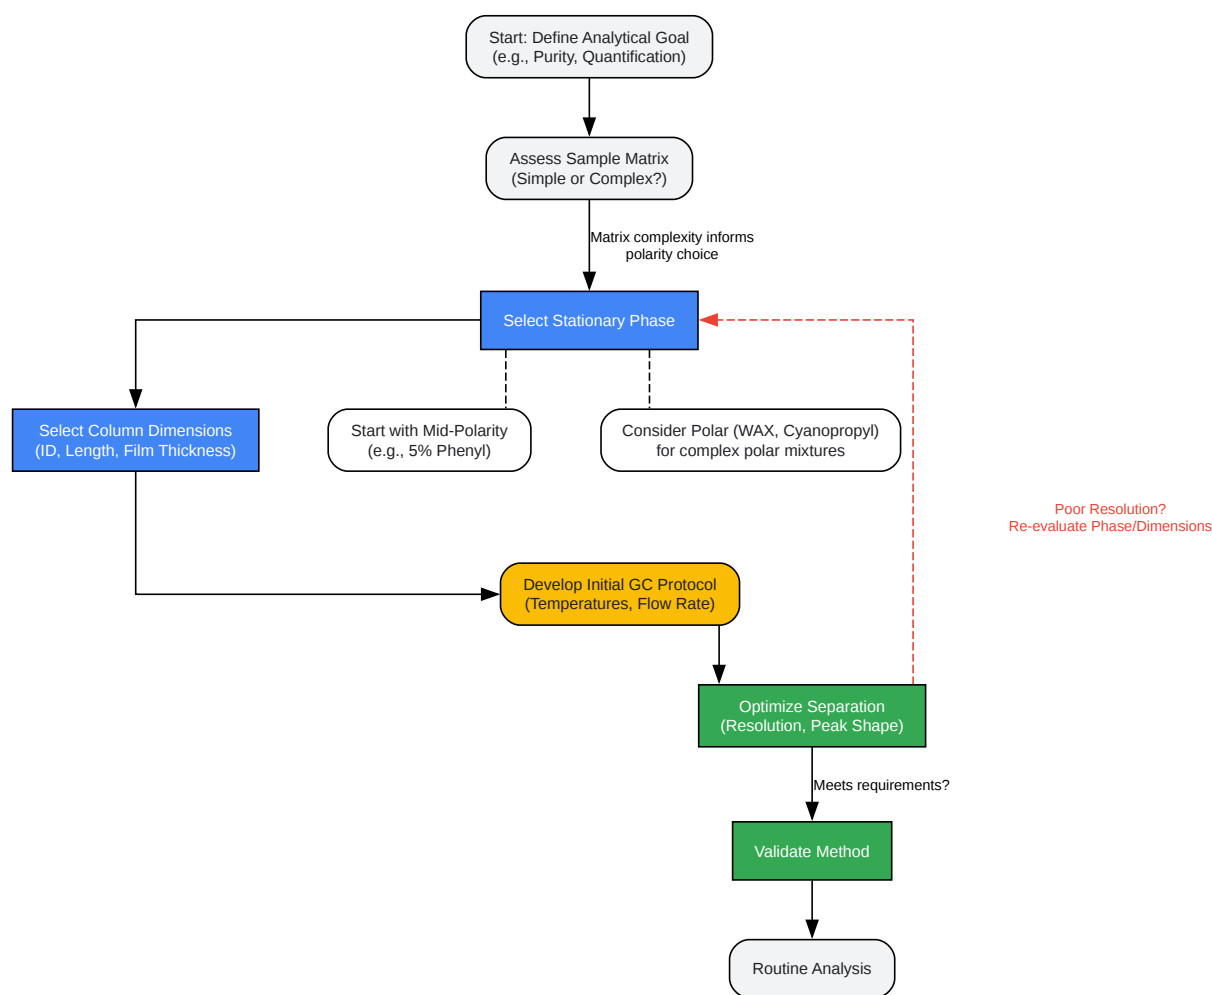 Start: Define Analytical Goal
(e.g., Purity, Quantification)
Assess Sample Matrix
(Simple or Complex?)
Matrix complexity informs
polarity choice
Select Stationary Phase
Select Column Dimensions
(ID, Length, Film Thickness)
Start with Mid-Polarity
(e.g., 5% Phenyl)
Consider Polar (WAX, Cyanopropyl)
for complex polar mixtures
Poor Resolution?
Re-evaluate Phase/Dimensions
Develop Initial GC Protocol
(Temperatures, Flow Rate)
Optimize Separation
(Resolution, Peak Shape)
Meets requirements?
Validate Method
Routine Analysis